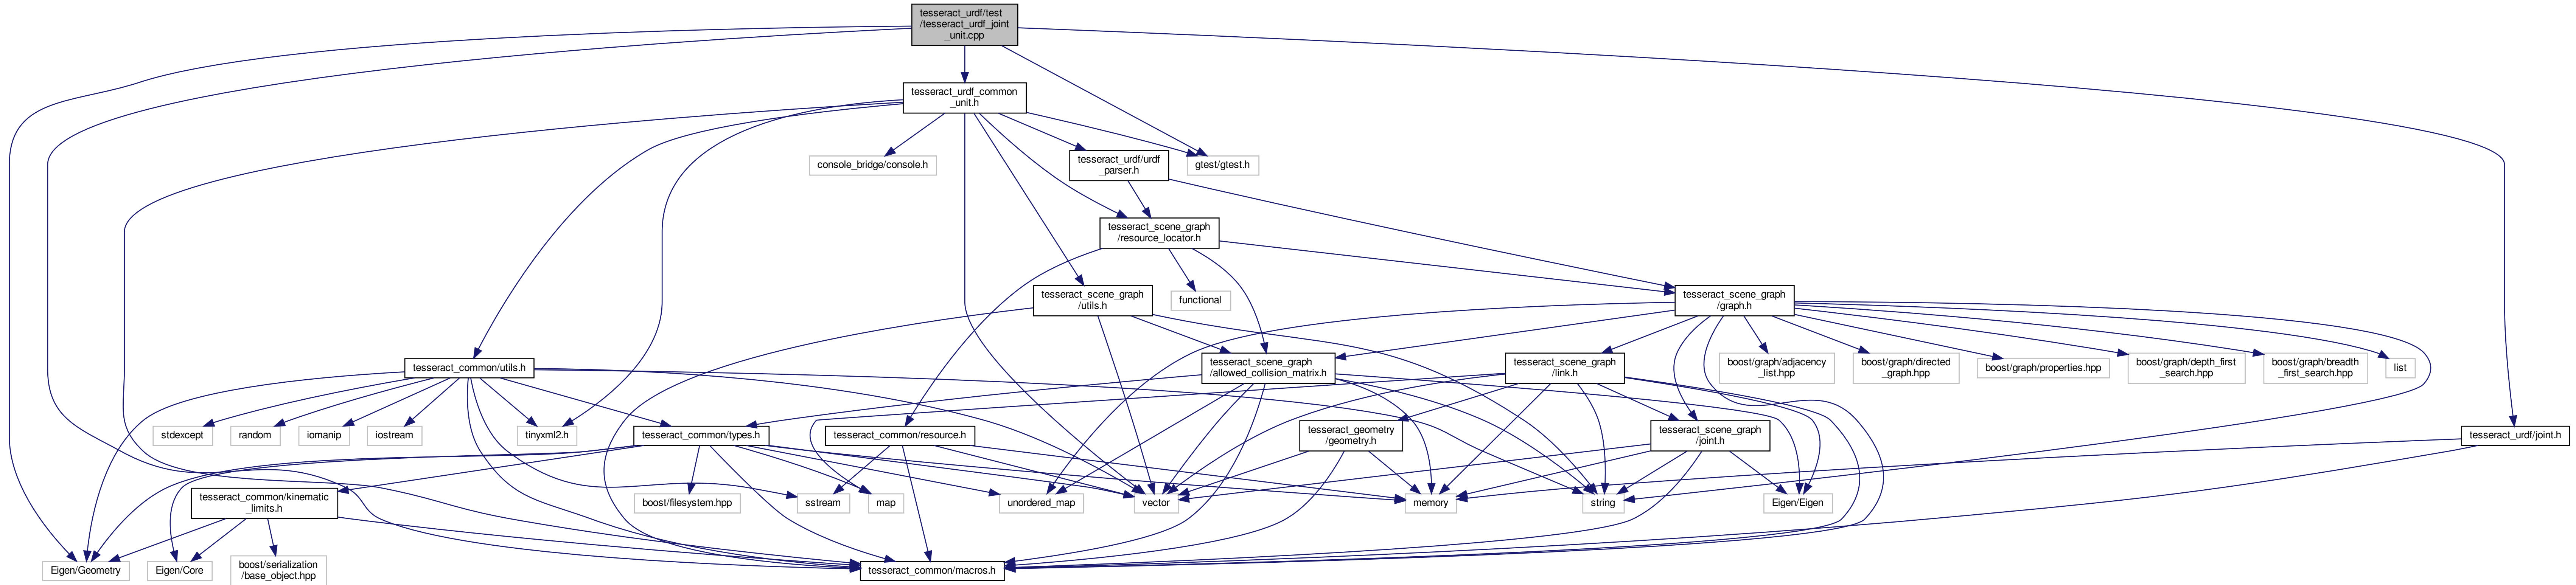 tesseract_urdf/test
/tesseract_urdf_joint
_unit.cpp
tesseract_urdf_common
_unit.h
console_bridge/console.h
tesseract_urdf/urdf
_parser.h
gtest/gtest.h
tesseract_scene_graph
/resource_locator.h
tesseract_scene_graph
/utils.h
functional
tesseract_scene_graph
/graph.h
tesseract_common/utils.h
tesseract_scene_graph
/allowed_collision_matrix.h
tesseract_scene_graph
/link.h
boost/graph/adjacency
_list.hpp
boost/graph/directed
_graph.hpp
boost/graph/properties.hpp
boost/graph/depth_first
_search.hpp
boost/graph/breadth
_first_search.hpp
list
stdexcept
random
iomanip
iostream
tinyxml2.h
tesseract_common/types.h
tesseract_common/resource.h
tesseract_geometry
/geometry.h
tesseract_scene_graph
/joint.h
tesseract_urdf/joint.h
tesseract_common/kinematic
_limits.h
boost/filesystem.hpp
sstream
map
unordered_map
vector
memory
string
Eigen/Eigen
Eigen/Geometry
Eigen/Core
boost/serialization
/base_object.hpp
tesseract_common/macros.h